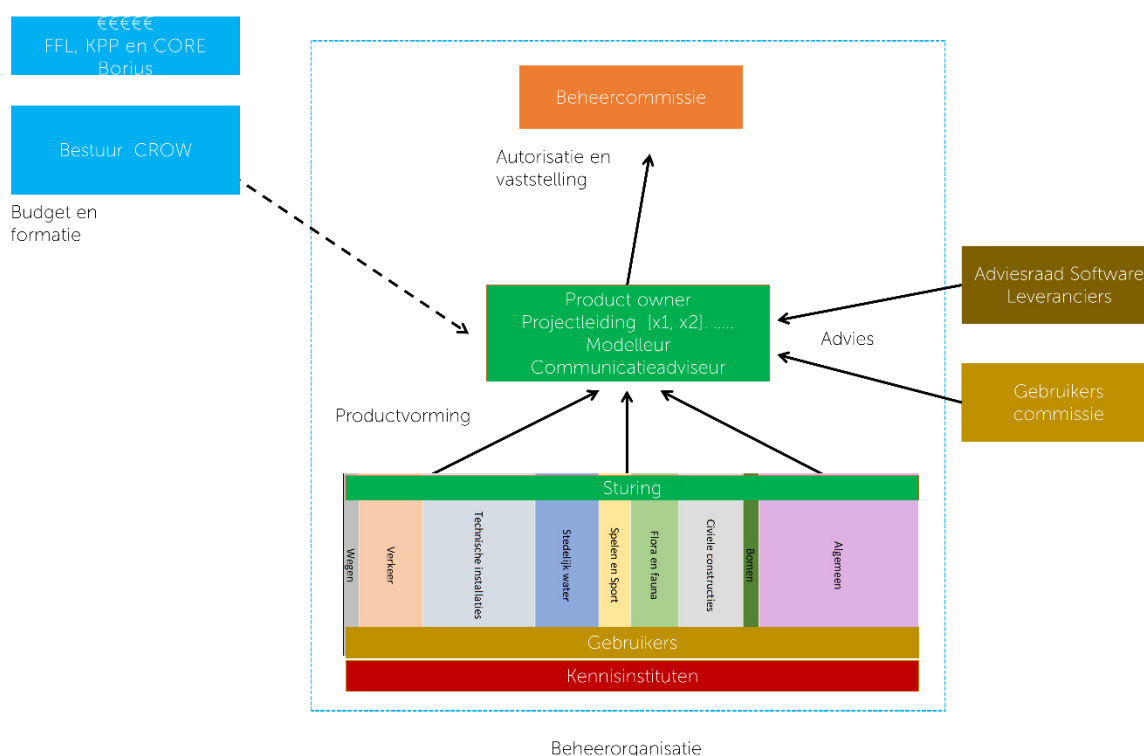 €€€€€
FFL, KPP en CORE
Borius
Bestuur CROW
Budget en
formatie
Beheercommissie
Autorisatie en
vaststelling
Product owner
Projectleiding [x1, x2]. .....
Modelleur
Communicatieadviseur
Adviesraad Software
Leveranciers
Advies
Gebruikers
commissie
Productvorming
Sturing
Wegen
Verkeer
Technische installaties
Stedelijk water
Spelen en Sport
Flora en fauna
Civiele constructies
Bomen
Algemeen
Gebruikers
Kennisinstituten
Beheerorganisatie